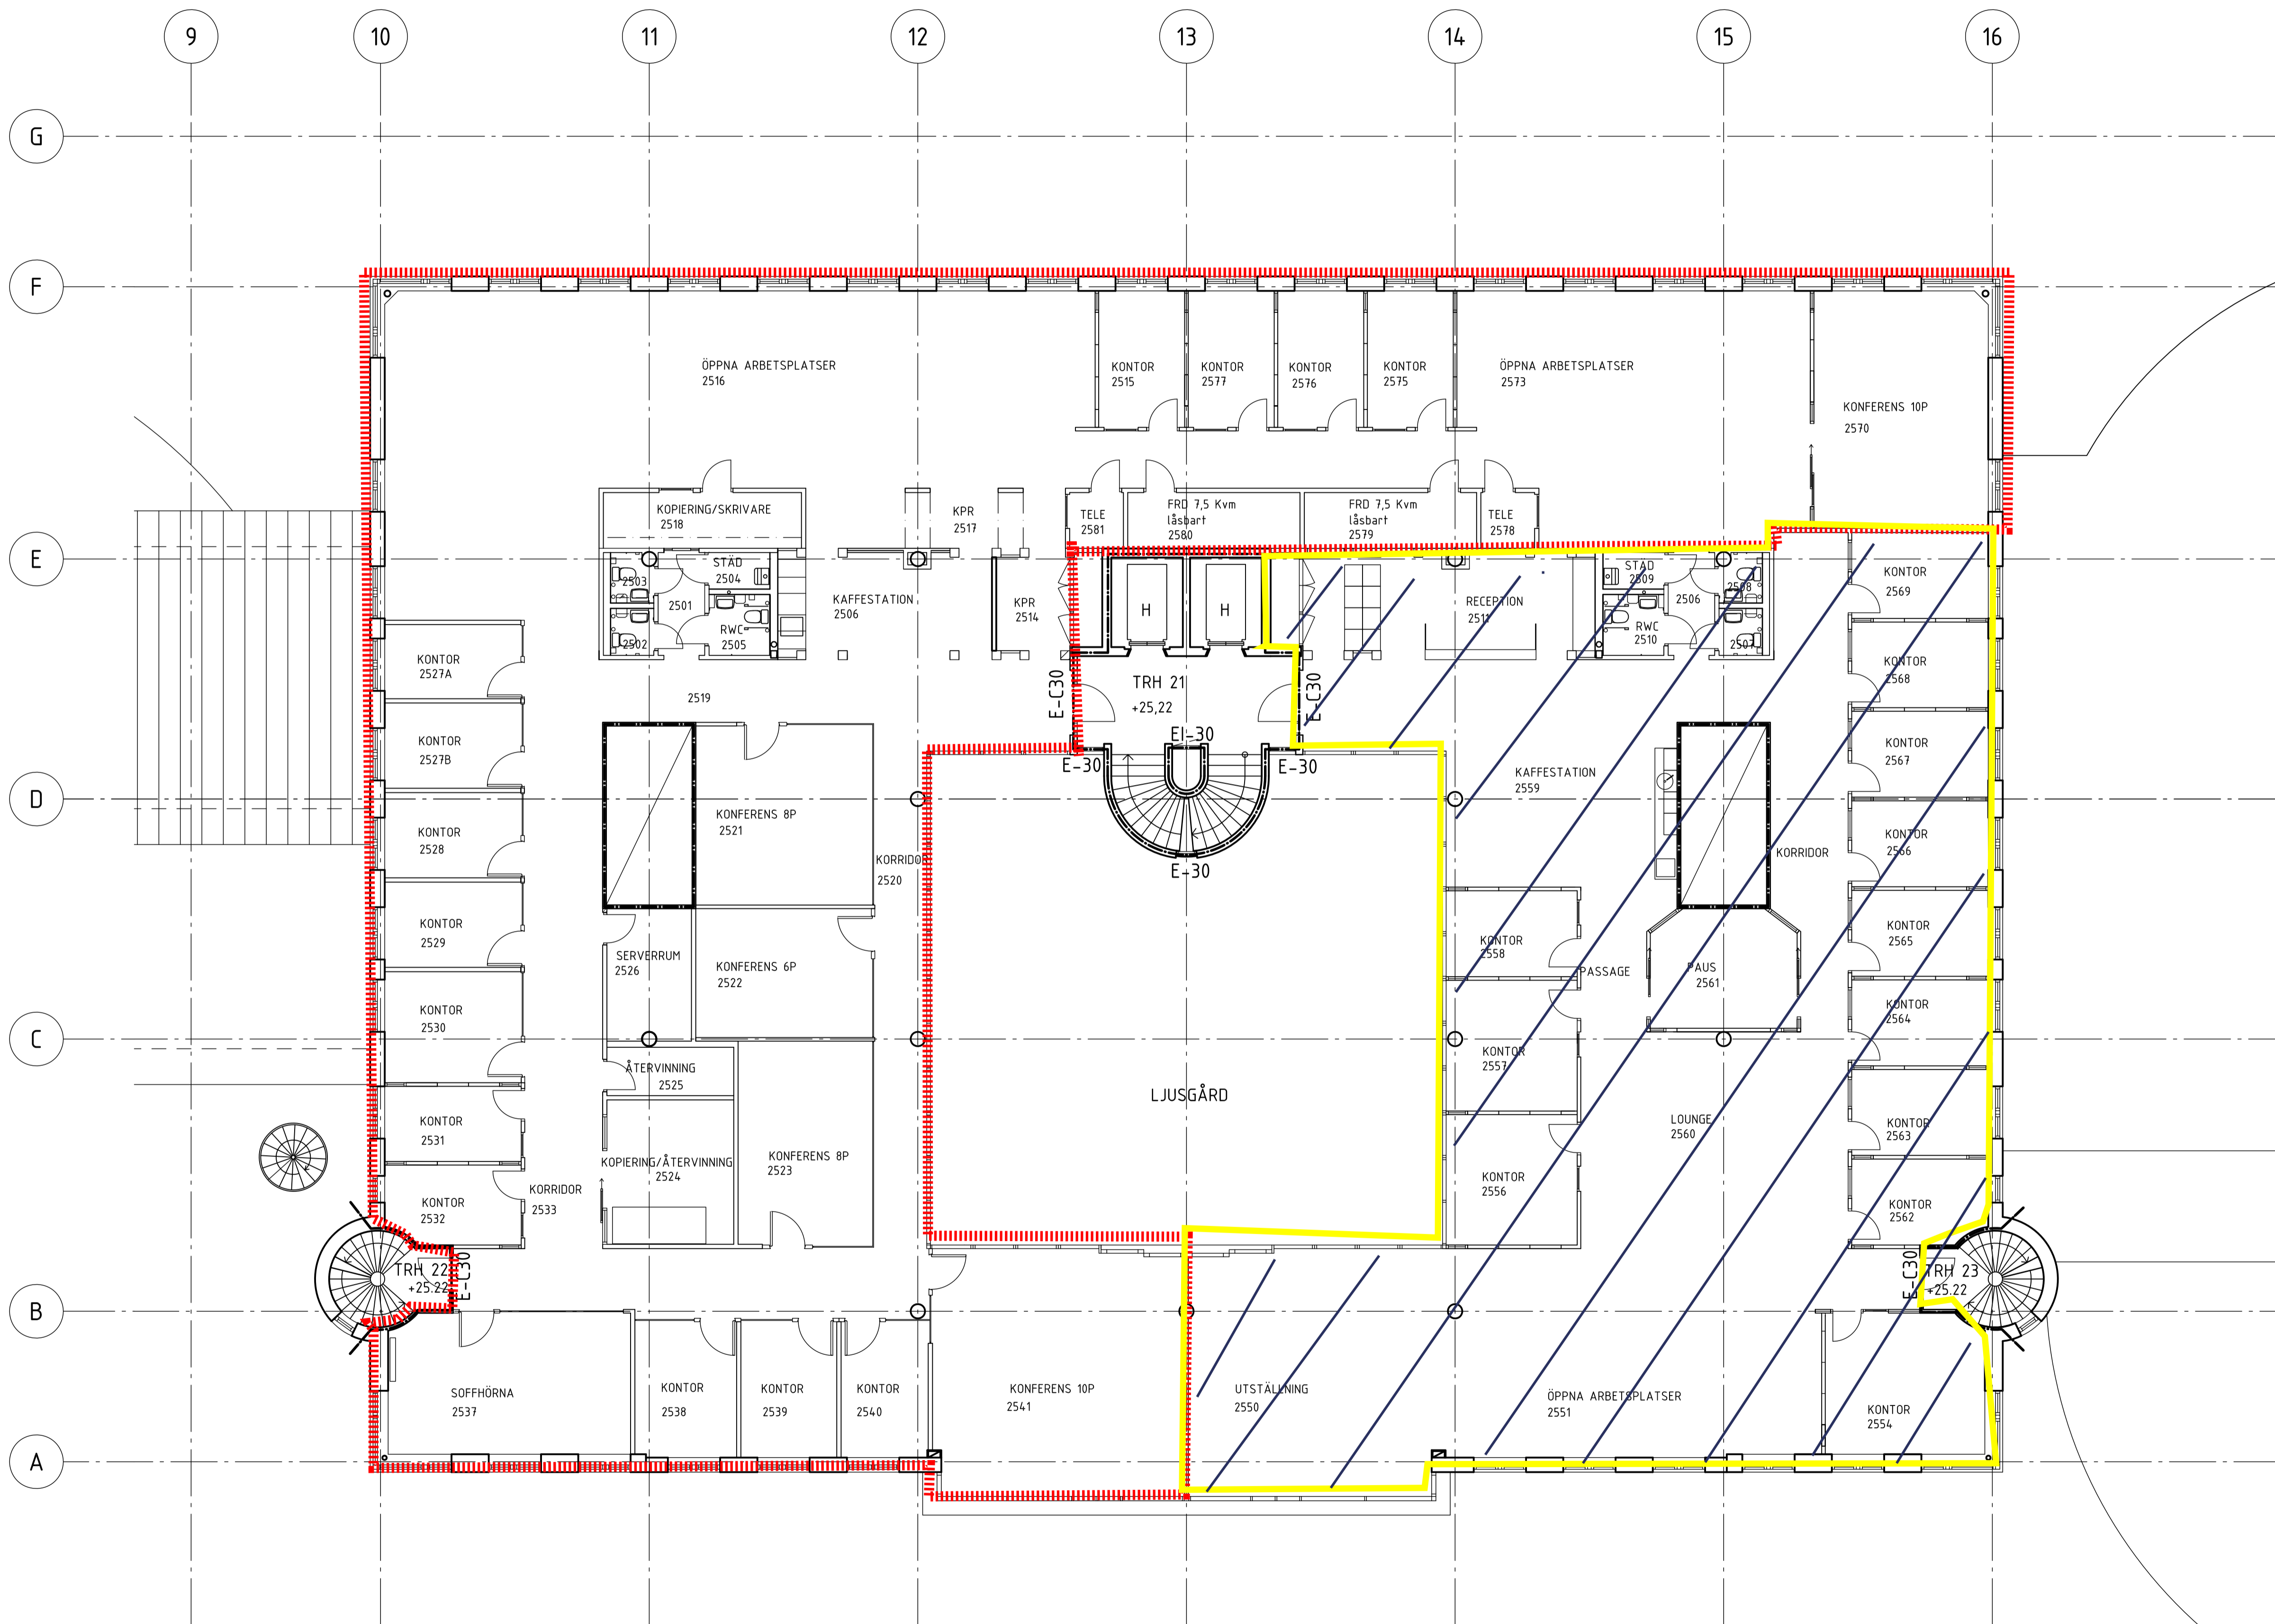 9
10
11
12
13
14
15
16
G
F
E
D
C
B
A
ÖPPNA ARBETSPLATSER
2516
KONTOR
2515
KONTOR
2577
KONTOR
2576
KONTOR
2575
ÖPPNA ARBETSPLATSER
2573
KONFERENS 10P
2570
KOPIERING/SKRIVARE
2518
KPR
2517
TELE
2581
FRD 7,5 Kvm
låsbart
2580
FRD 7,5 Kvm
låsbart
2579
TELE
2578
2503
STÄD
2504
2501
2502
RWC
2505
KAFFESTATION
2506
KPR
2514
H
H
RECEPTION
2511
STÄD
2509
2508
2506
RWC
2510
2507
KONTOR
2569
KONTOR
2527A
2519
E-C30
TRH 21
+25,22
E-C30
EI-30
E-30
E-30
E-30
KONTOR
2568
KONTOR
2527B
KONTOR
2567
KONFERENS 8P
2521
KAFFESTATION
2559
KONTOR
2528
KORRIDOR
2520
KORRIDOR
KONTOR
2566
KONTOR
2529
SERVERRUM
2526
KONFERENS 6P
2522
KONTOR
2558
PASSAGE
PAUS
2561
KONTOR
2565
KONTOR
2530
KONTOR
2564
ÅTERVINNING
2525
LJUSGÅRD
KONTOR
2557
LOUNGE
2560
KONTOR
2531
KONTOR
2563
KOPIERING/ÅTERVINNING
2524
KONFERENS 8P
2523
KONTOR
2556
KONTOR
2532
KORRIDOR
2533
KONTOR
2562
TRH 22
+25.22
E-C30
E-C30
TRH 23
+25.22
SOFFHÖRNA
2537
KONTOR
2538
KONTOR
2539
KONTOR
2540
KONFERENS 10P
2541
UTSTÄLLNING
2550
ÖPPNA ARBETSPLATSER
2551
KONTOR
2554